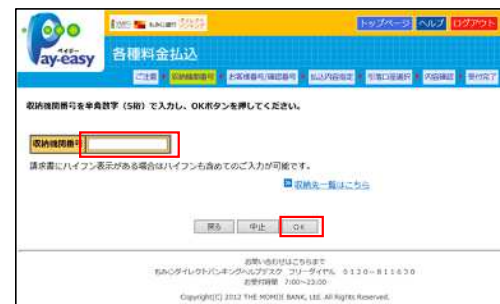 Pay-easy
ペイジー
もみじ銀行
トップページ ヘルプ ログアウト
各種料金払込
ご注意 収納機関番号 お客様番号/確認番号 払込内容指定 引落口座選択 内容確認 受付完了
収納機関番号を半角数字（5桁）で入力し、OKボタンを押してください。
収納機関番号
請求書にハイフン表示がある場合はハイフンも含めてのご入力が可能です。
収納先一覧はこちら
戻る 中止 OK
お問い合わせはこちらまで
もみじダイレクトバンキングヘルプデスク フリーダイヤル 0120-811630
お受付時間 7:00～23:00
Copyright(C) 2012 THE MOMIJI BANK, Ltd. All Rights Reserved.